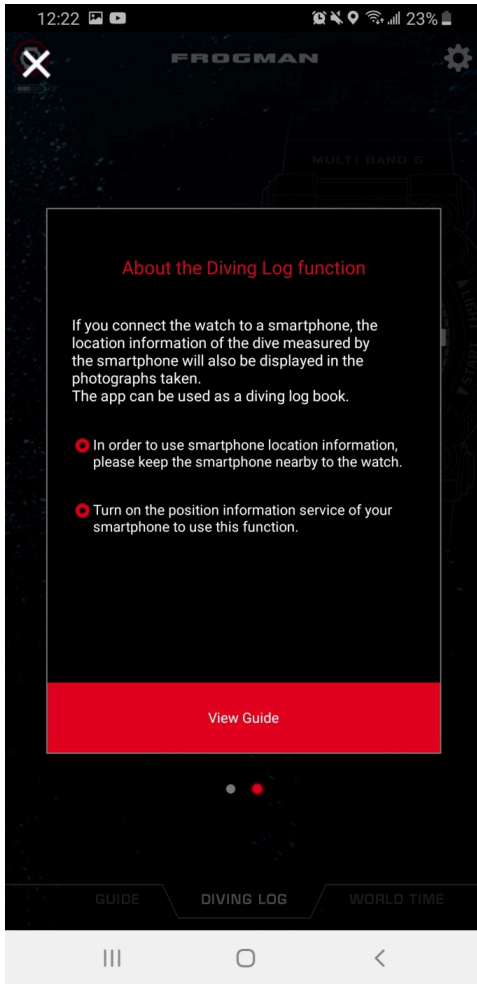 12:22
23%
FROGMAN
MULTI BAND 6
LIGHT
START
About the Diving Log function
If you connect the watch to a smartphone, the
location information of the dive measured by
the smartphone will also be displayed in the
photographs taken.
The app can be used as a diving log book.
In order to use smartphone location information,
please keep the smartphone nearby to the watch.
Turn on the position information service of your
smartphone to use this function.
View Guide
GUIDE
DIVING LOG
WORLD TIME